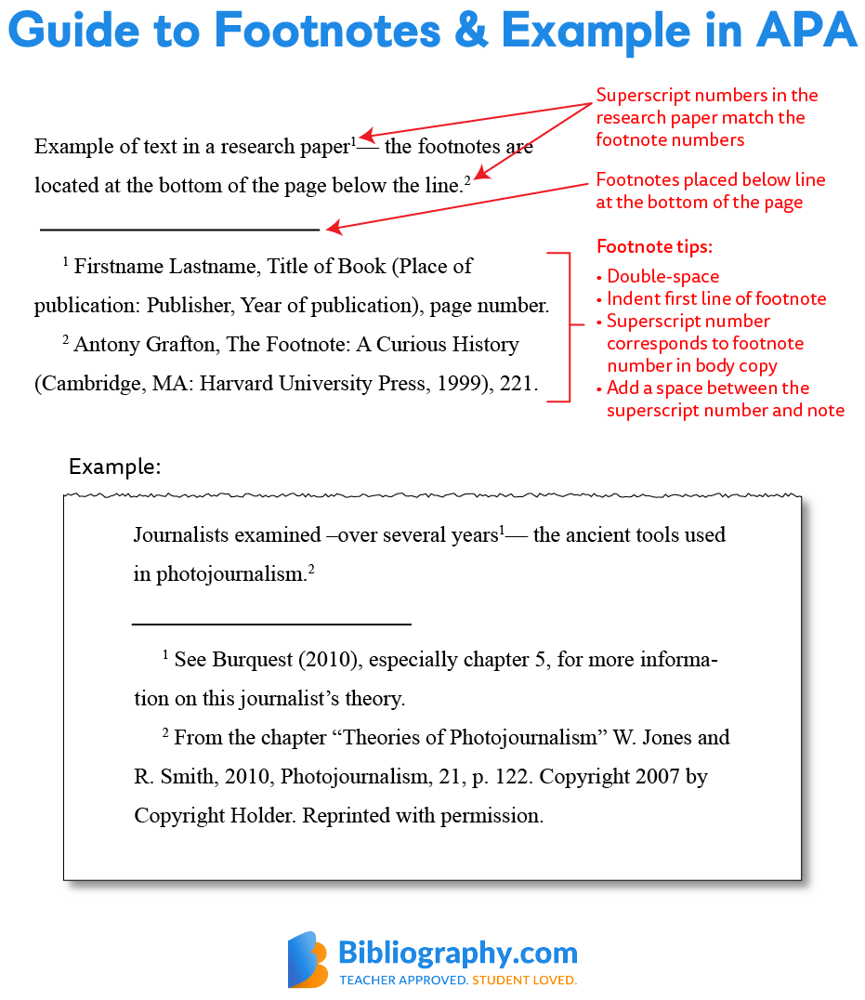 Guide to Footnotes & Example in APA
Superscript numbers in the
research paper match the
footnote numbers
Example of text in a research paper¹— the footnotes are
located at the bottom of the page below the line.²
Footnotes placed below line
at the bottom of the page
¹ Firstname Lastname, Title of Book (Place of
publication: Publisher, Year of publication), page number.
² Antony Grafton, The Footnote: A Curious History
(Cambridge, MA: Harvard University Press, 1999), 221.
Footnote tips:
• Double-space
• Indent first line of footnote
• Superscript number
corresponds to footnote
number in body copy
• Add a space between the
superscript number and note
Example:
Journalists examined –over several years¹— the ancient tools used
in photojournalism.²
¹ See Burquest (2010), especially chapter 5, for more informa-
tion on this journalist’s theory.
² From the chapter “Theories of Photojournalism” W. Jones and
R. Smith, 2010, Photojournalism, 21, p. 122. Copyright 2007 by
Copyright Holder. Reprinted with permission.
Bibliography.com
TEACHER APPROVED. STUDENT LOVED.